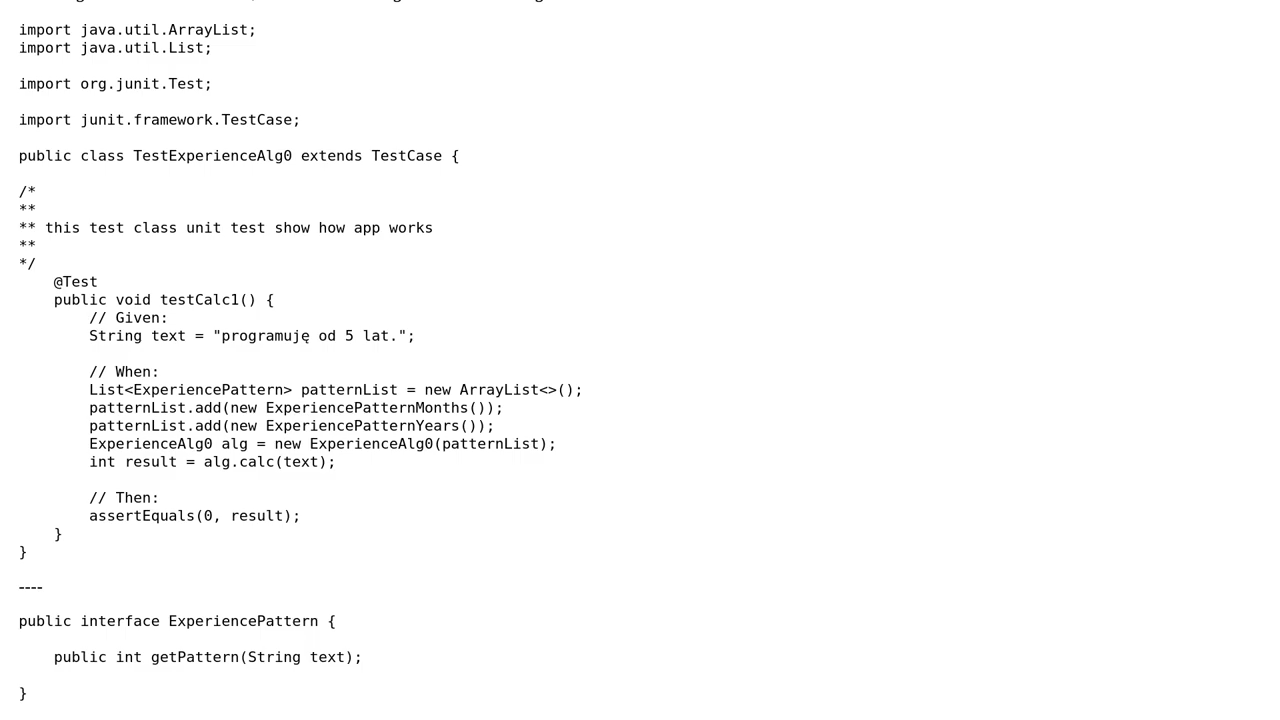 import java.util.ArrayList;
import java.util.List;
import org.junit.Test;
import junit.framework.TestCase;
public class TestExperienceAlg0 extends TestCase {
/*
**
** this test class unit test show how app works
**
*/
@Test
public void testCalc1() {
// Given:
String text = "programuję od 5 lat.";
// When:
List<ExperiencePattern> patternList = new ArrayList<>();
patternList.add(new ExperiencePatternMonths());
patternList.add(new ExperiencePatternYears());
ExperienceAlg0 alg = new ExperienceAlg0(patternList);
int result = alg.calc(text);
// Then:
assertEquals(0, result);
}
}
----
public interface ExperiencePattern {
public int getPattern(String text);
}